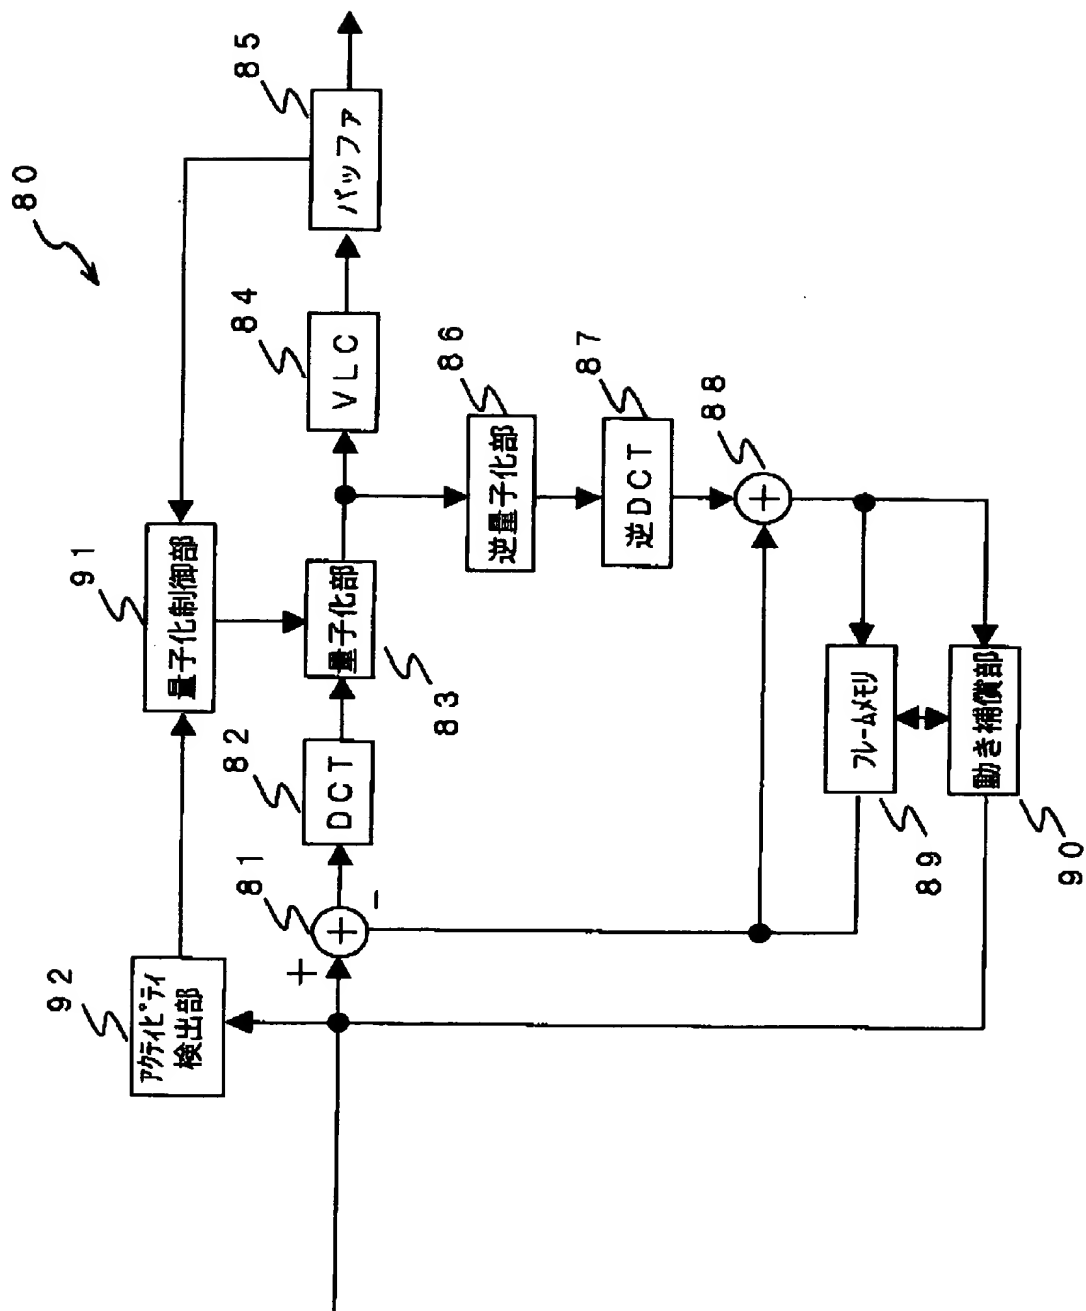 80
92
アクティビティ
検出部
91
量子化制御部
85
バッファ
84
VLC
81
+
+
-
82
DCT
83
量子化部
86
逆量子化部
87
逆DCT
88
+
89
フレームメモリ
90
動き補償部